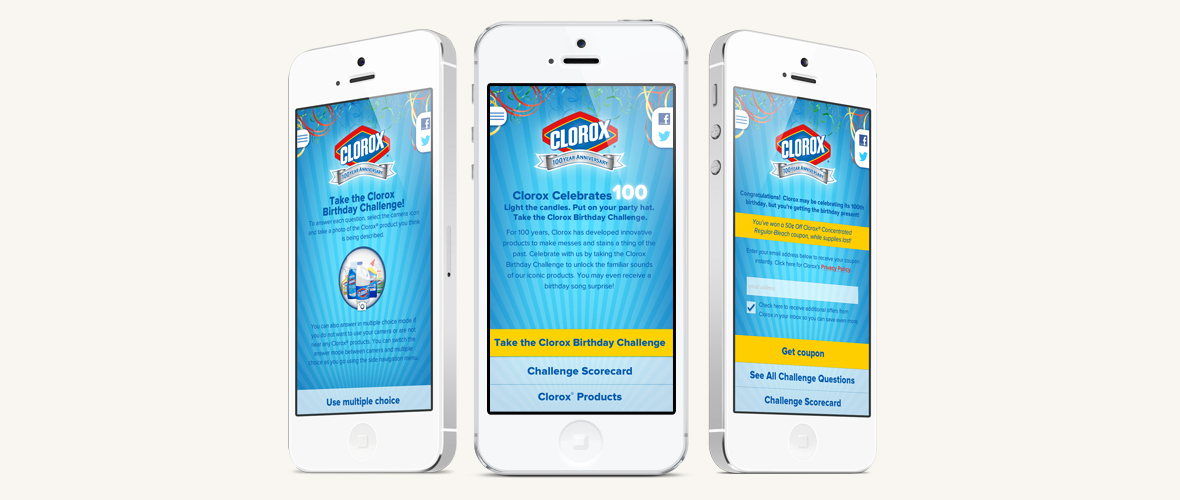 CLOROX
100 YEAR ANNIVERSARY
Take the Clorox
Birthday Challenge!
To answer each question, select the camera icon
and take a photo of the Clorox® product you think
is being described.
You can also answer in multiple choice mode if
you do not want to use your camera or are not
near any Clorox® products. You can switch the
answer mode between camera and multiple
choice as you go using the side navigation menu.
Use multiple choice
CLOROX
100 YEAR ANNIVERSARY
Clorox Celebrates 100
Light the candles. Put on your party hat.
Take the Clorox Birthday Challenge.
For 100 years, Clorox has developed innovative
products to make messes and stains a thing of the
past. Celebrate with us by taking the Clorox
Birthday Challenge to unlock the familiar sounds
of our iconic products. You may even receive a
birthday song surprise!
Take the Clorox Birthday Challenge
Challenge Scorecard
Clorox® Products
CLOROX
100 YEAR ANNIVERSARY
Congratulations! Clorox may be celebrating its 100th
birthday, but you're getting the birthday present!
You've won a 50¢ Off Clorox® Concentrated
Regular-Bleach coupon, while supplies last!
Enter your email address below to receive your coupon
instantly. Click here for Clorox's Privacy Policy.
email address
Check here to receive additional offers from
Clorox in your inbox so you can save even more.
Get coupon
See All Challenge Questions
Challenge Scorecard